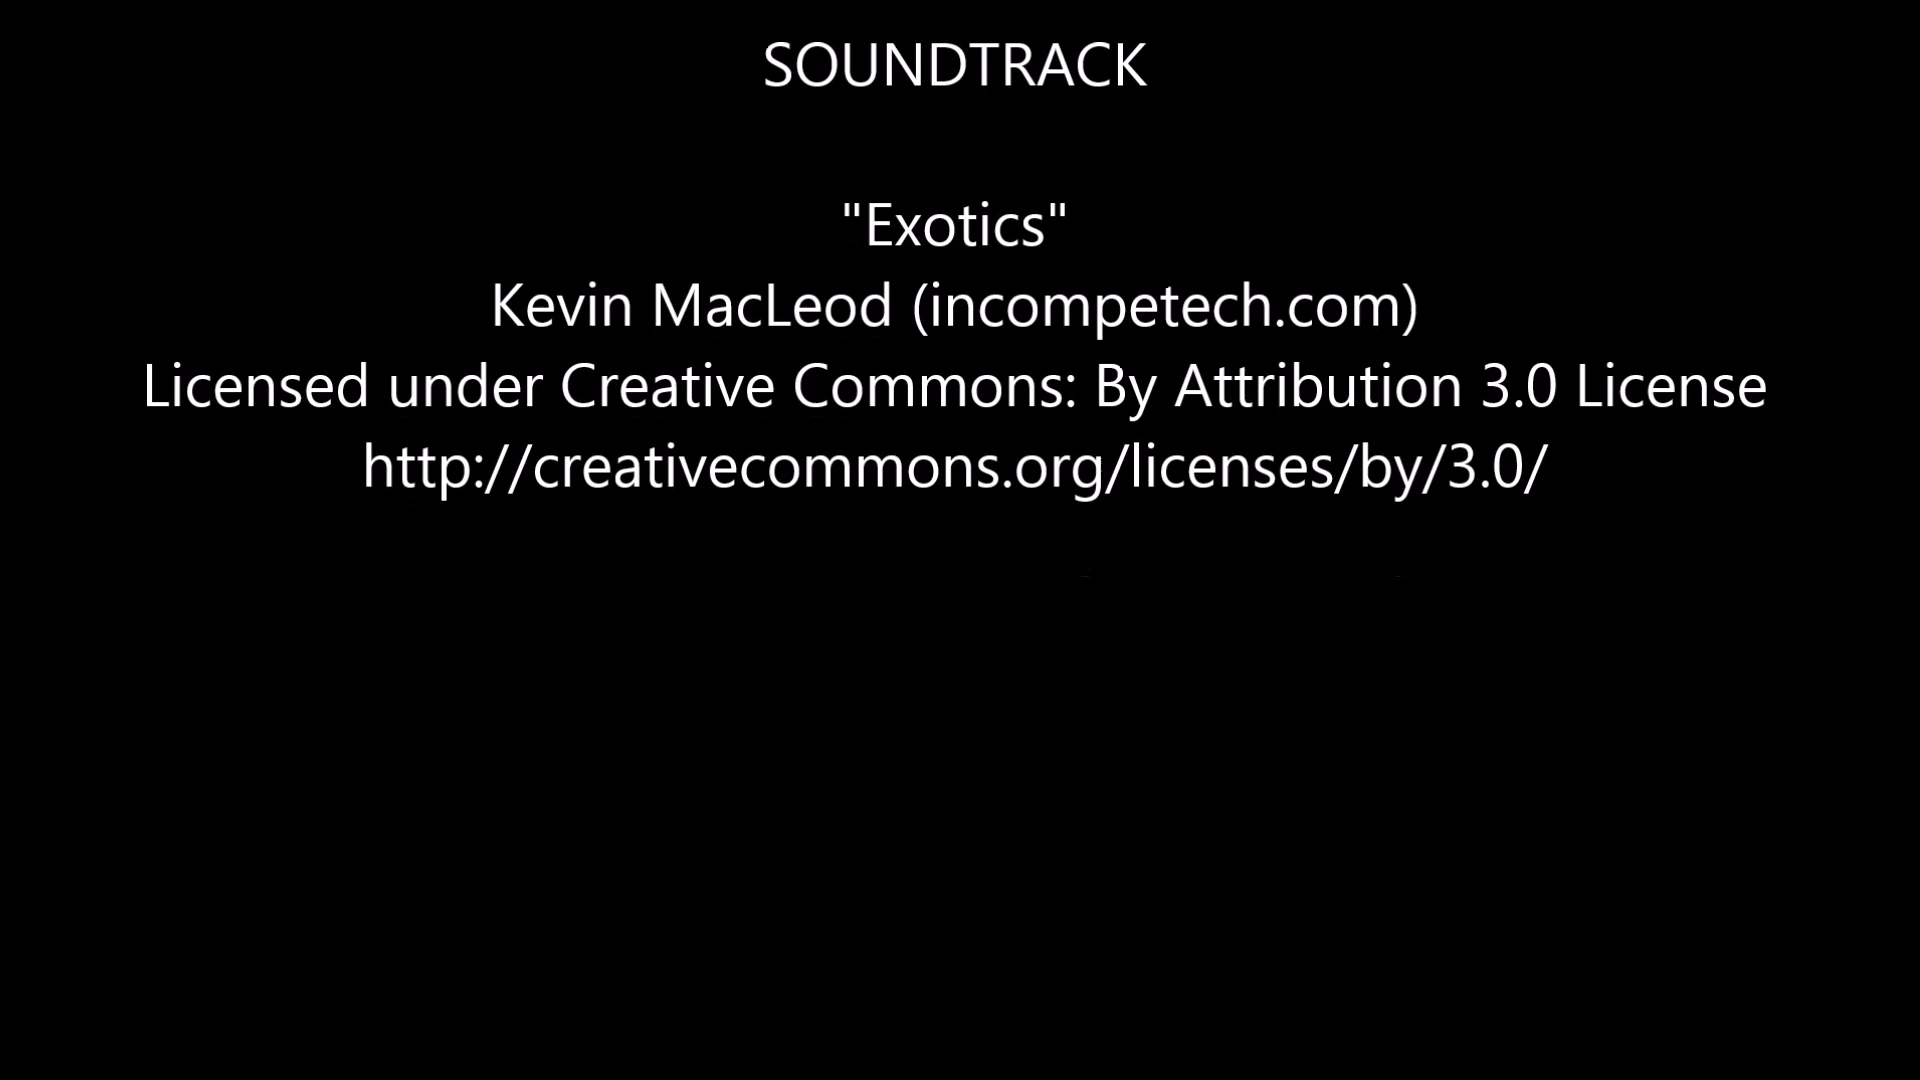 SOUNDTRACK
"Exotics"
Kevin MacLeod (incompetech.com)
Licensed under Creative Commons: By Attribution 3.0 License
http://creativecommons.org/licenses/by/3.0/